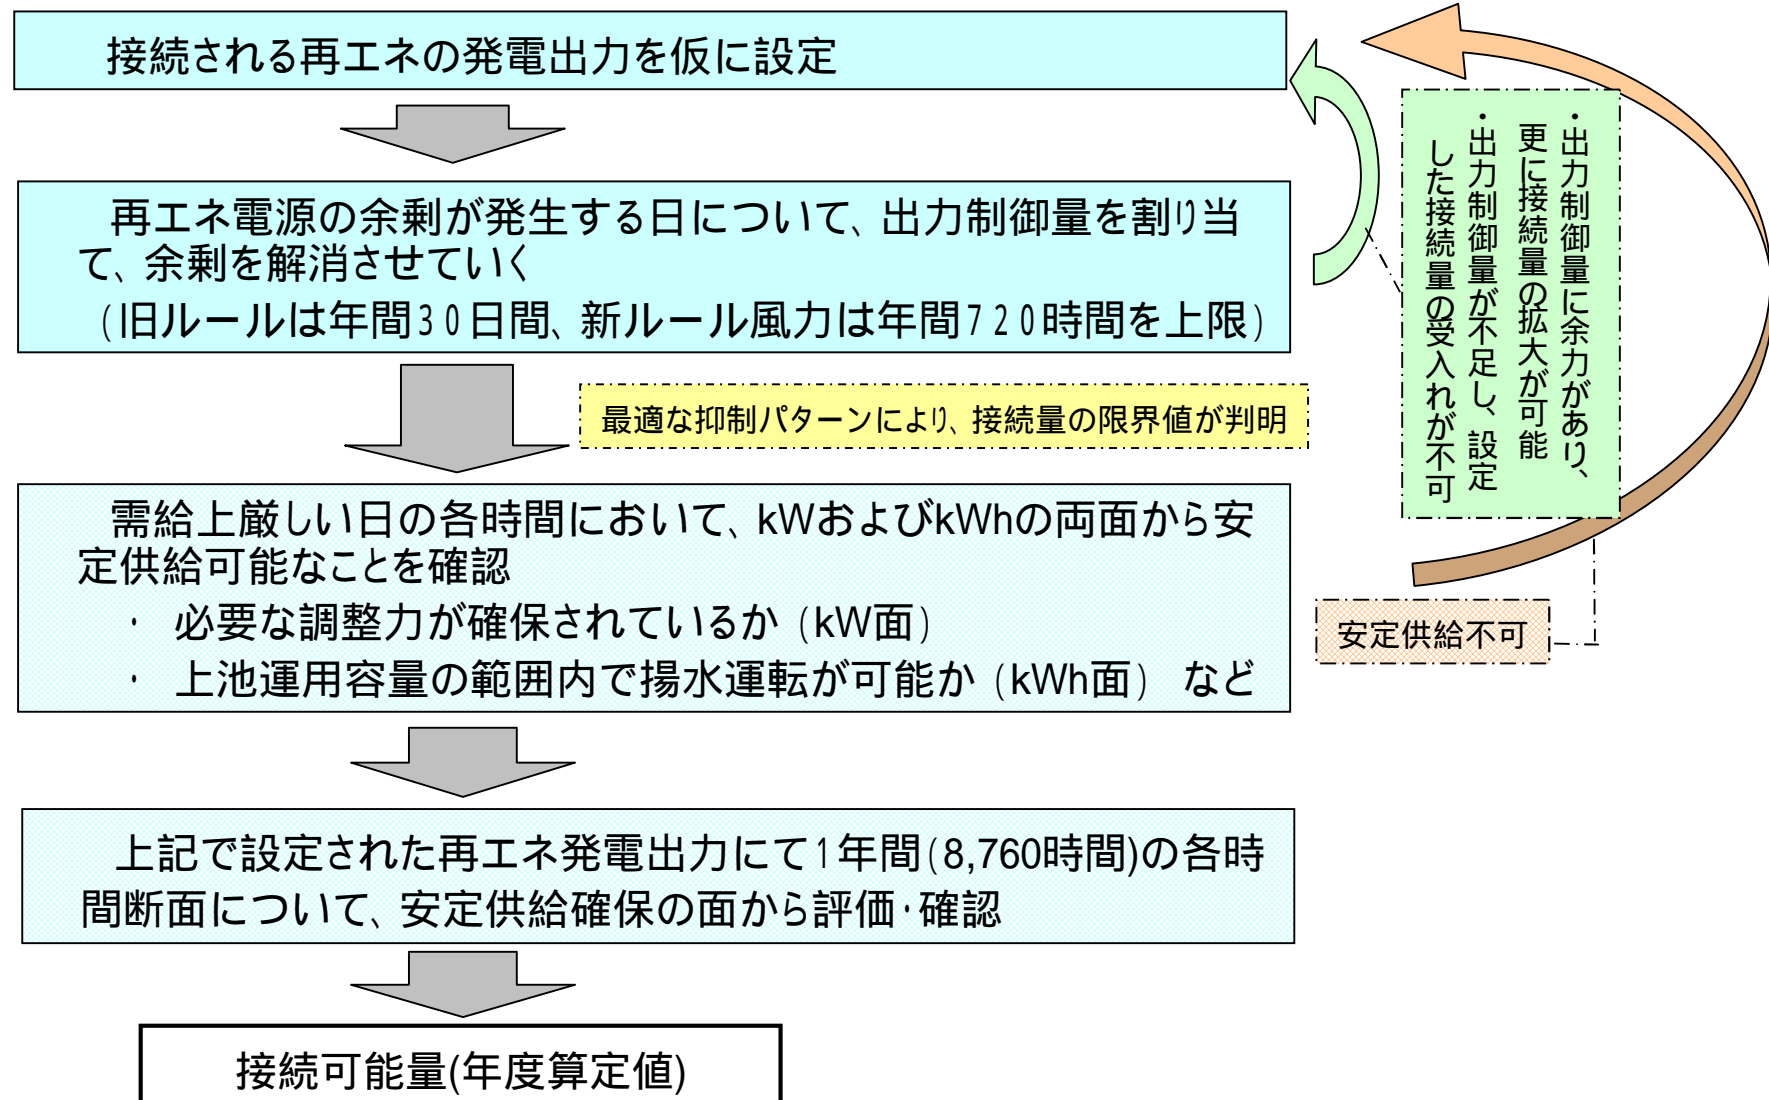 接続される再エネの発電出力を仮に設定
再エネ電源の余剰が発生する日について、出力制御量を割り当
て、余剰を解消させていく
（旧ルールは年間30日間、新ルール風力は年間720時間を上限）
最適な抑制パターンにより、接続量の限界値が判明
・出力制御量に余力があり、
更に接続量の拡大が可能
・出力制御量が不足し、設定
した接続量の受入れが不可
需給上厳しい日の各時間において、kWおよびkWhの両面から安
定供給可能なことを確認
・ 必要な調整力が確保されているか（kW面）
・ 上池運用容量の範囲内で揚水運転が可能か（kWh面） など
安定供給不可
上記で設定された再エネ発電出力にて1年間(8,760時間)の各時
間断面について、安定供給確保の面から評価・確認
接続可能量(年度算定値)